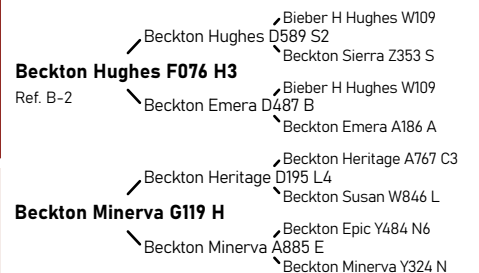 Bieber H Hughes W109
Beckton Hughes D589 S2
Beckton Sierra Z353 S
Beckton Hughes F076 H3
Ref. B-2
Bieber H Hughes W109
Beckton Emera D487 B
Beckton Emera A186 A
Beckton Heritage A767 C3
Beckton Heritage D195 L4
Beckton Susan W846 L
Beckton Minerva G119 H
Beckton Epic Y484 N6
Beckton Minerva A885 E
Beckton Minerva Y324 N